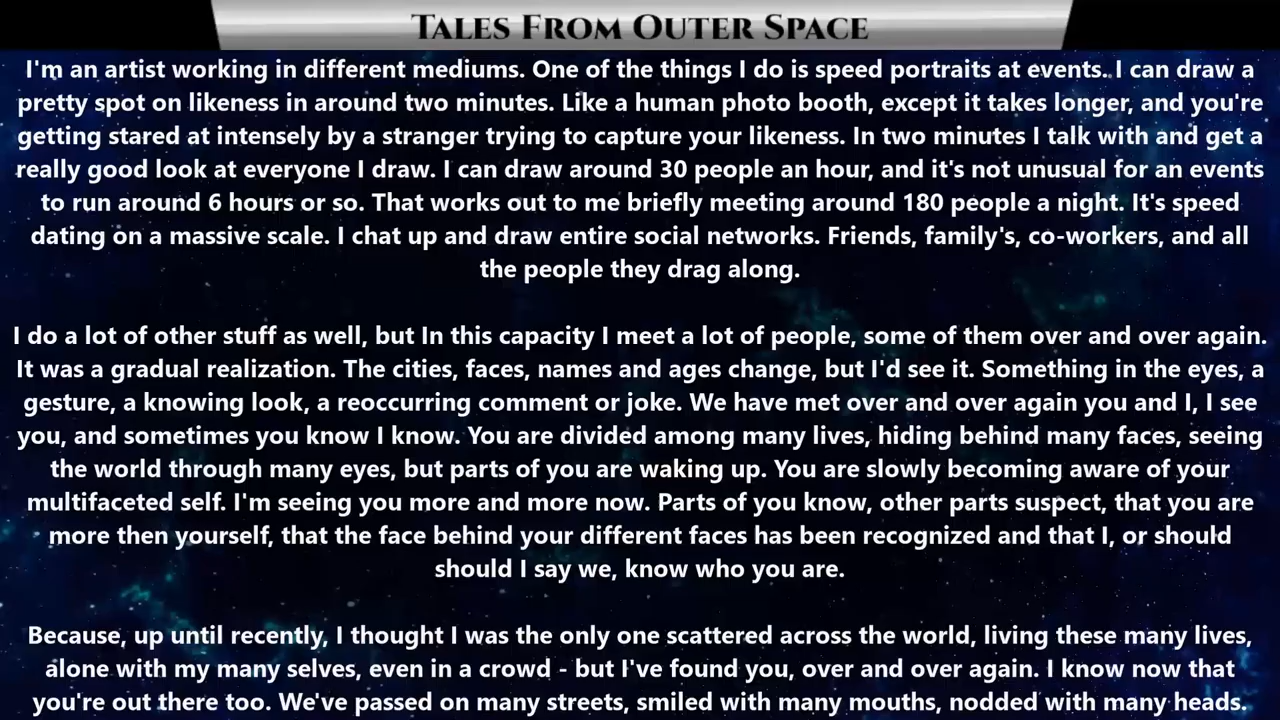 Tales From Outer Space
I'm an artist working in different mediums. One of the things I do is speed portraits at events. I can draw a
pretty spot on likeness in around two minutes. Like a human photo booth, except it takes longer, and you're
getting stared at intensely by a stranger trying to capture your likeness. In two minutes I talk with and get a
really good look at everyone I draw. I can draw around 30 people an hour, and it's not unusual for an events
to run around 6 hours or so. That works out to me briefly meeting around 180 people a night. It's speed
dating on a massive scale. I chat up and draw entire social networks. Friends, family's, co-workers, and all
the people they drag along.
I do a lot of other stuff as well, but In this capacity I meet a lot of people, some of them over and over again.
It was a gradual realization. The cities, faces, names and ages change, but I'd see it. Something in the eyes, a
gesture, a knowing look, a reoccurring comment or joke. We have met over and over again you and I, I see
you, and sometimes you know I know. You are divided among many lives, hiding behind many faces, seeing
the world through many eyes, but parts of you are waking up. You are slowly becoming aware of your
multifaceted self. I'm seeing you more and more now. Parts of you know, other parts suspect, that you are
more then yourself, that the face behind your different faces has been recognized and that I, or should
should I say we, know who you are.
Because, up until recently, I thought I was the only one scattered across the world, living these many lives,
alone with my many selves, even in a crowd - but I've found you, over and over again. I know now that
you're out there too. We've passed on many streets, smiled with many mouths, nodded with many heads.